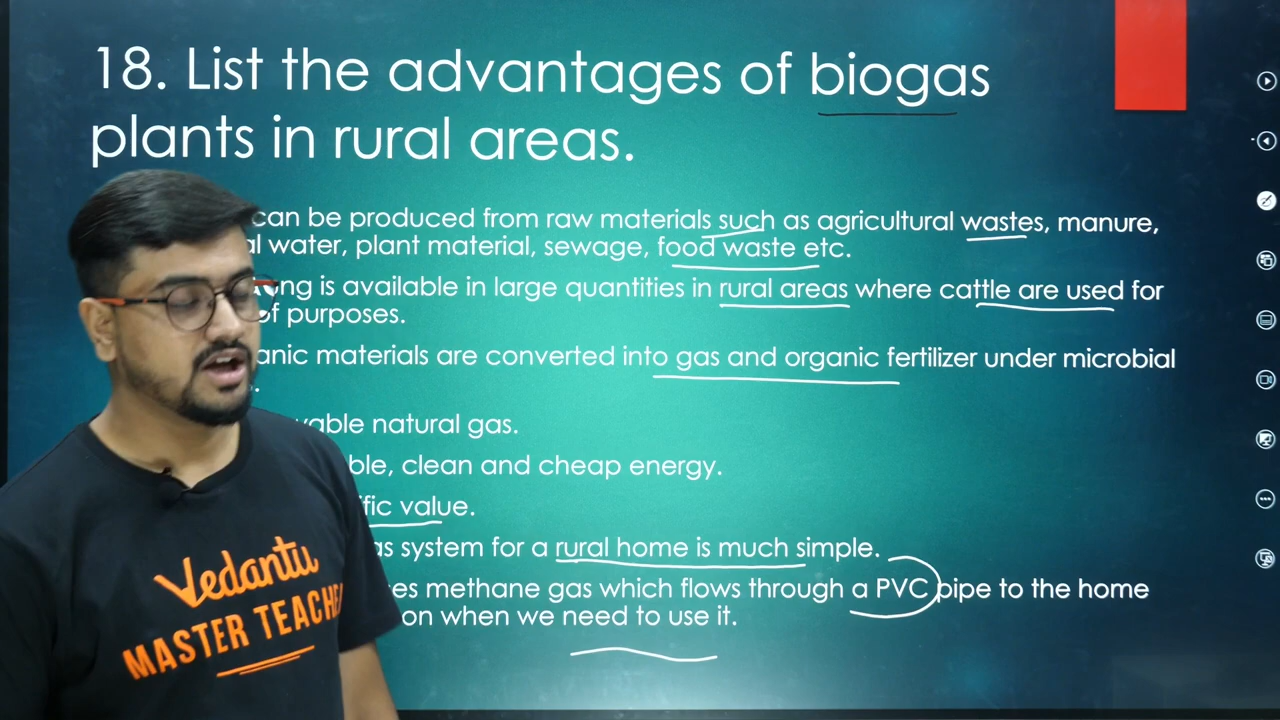 18. List the advantages of biogas
plants in rural areas.
can be produced from raw materials such as agricultural wastes, manure,
water, plant material, sewage, food waste etc.
is available in large quantities in rural areas where cattle are used for
of purposes.
materials are converted into gas and organic fertilizer under microbial
natural gas.
clean and cheap energy.
value.
system for a rural home is much simple.
methane gas which flows through a PVC pipe to the home
on when we need to use it.
Vedantu
MASTER TEACHER